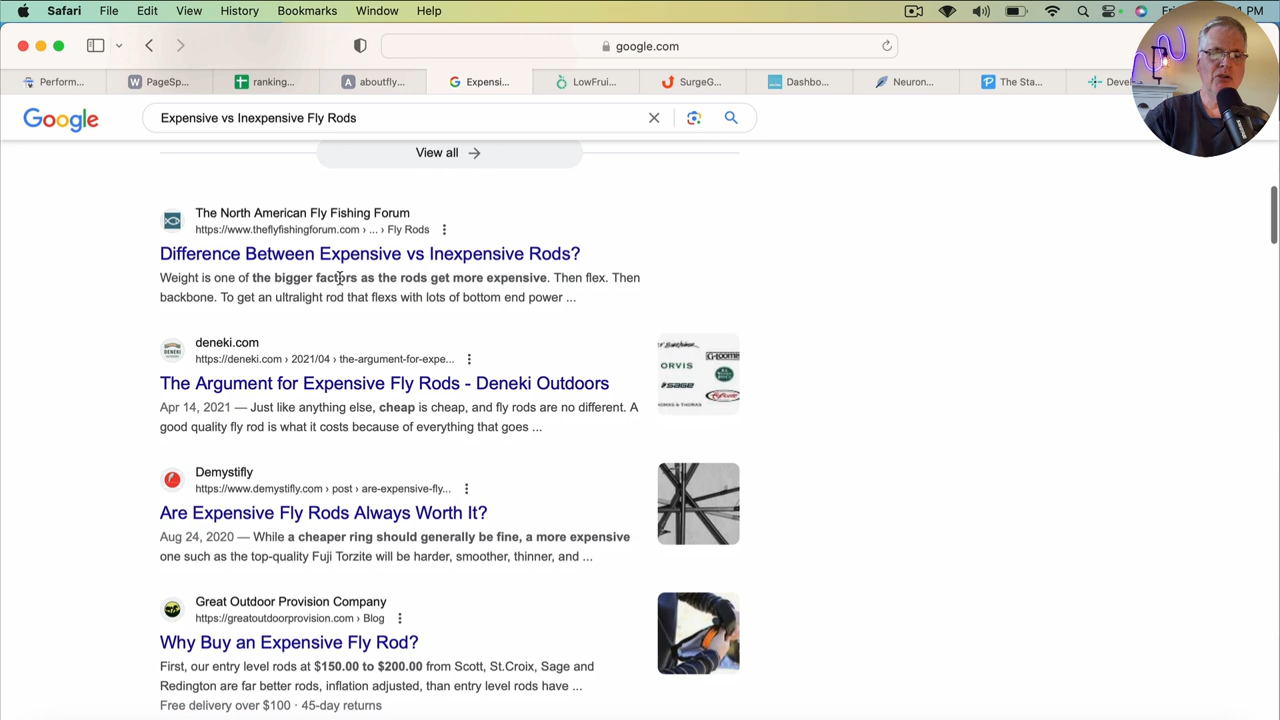 Safari File Edit View History Bookmarks Window Help
google.com
Perform...
PageSp...
ranking...
aboutfly...
Expensi...
LowFrui...
SurgeG...
Dashbo...
Neuron...
The Sta...
Google
Expensive vs Inexpensive Fly Rods
View all
The North American Fly Fishing Forum
https://www.theflyfishingforum.com › ... › Fly Rods
Difference Between Expensive vs Inexpensive Rods?
Weight is one of the bigger factors as the rods get more expensive. Then flex. Then
backbone. To get an ultralight rod that flexs with lots of bottom end power ...
deneki.com
https://deneki.com › 2021/04 › the-argument-for-expe...
The Argument for Expensive Fly Rods - Deneki Outdoors
Apr 14, 2021 — Just like anything else, cheap is cheap, and fly rods are no different. A
good quality fly rod is what it costs because of everything that goes ...
ORVIS
G·LOOMIS
SAGE
Demystifly
https://www.demystifly.com › post › are-expensive-fly...
Are Expensive Fly Rods Always Worth It?
Aug 24, 2020 — While a cheaper ring should generally be fine, a more expensive
one such as the top-quality Fuji Torzite will be harder, smoother, thinner, and ...
Great Outdoor Provision Company
https://greatoutdoorprovision.com › Blog
Why Buy an Expensive Fly Rod?
First, our entry level rods at $150.00 to $200.00 from Scott, St.Croix, Sage and
Redington are far better rods, inflation adjusted, than entry level rods have ...
Free delivery over $100 · 45-day returns